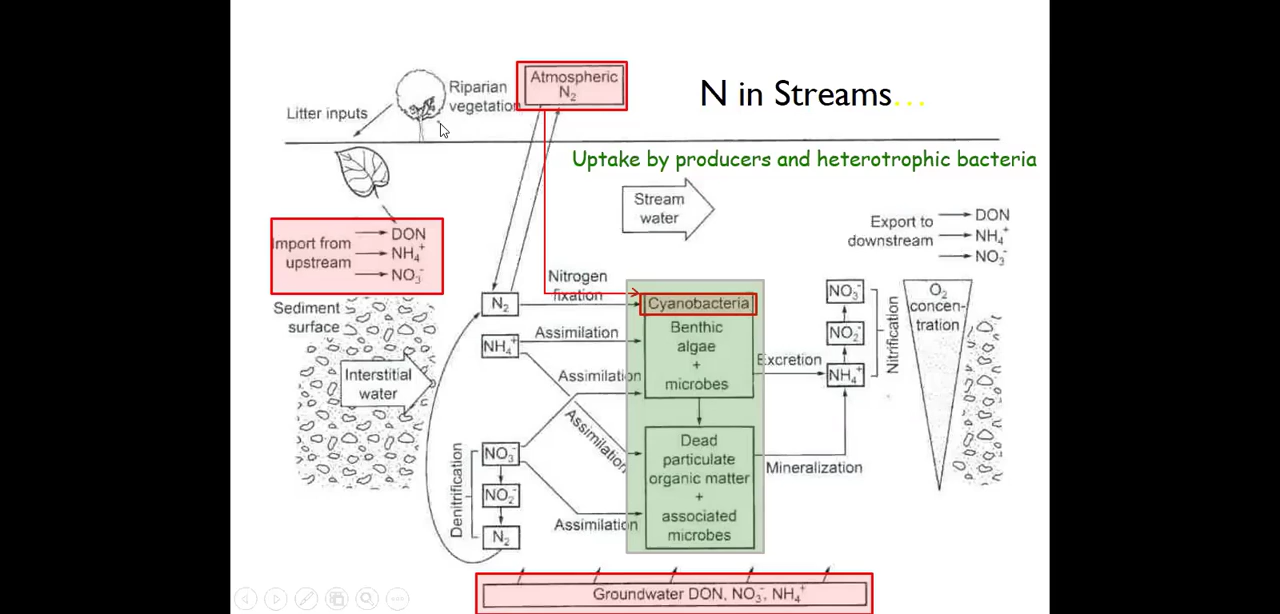 N in Streams...
Atmospheric
N₂
Riparian
vegetation
Litter inputs
Uptake by producers and heterotrophic bacteria
Stream
water
Import from
upstream
DON
NH₄⁺
NO₃⁻
Export to
downstream
DON
NH₄⁺
NO₃⁻
Sediment
surface
Interstitial
water
N₂
Nitrogen
fixation
NH₄⁺
Assimilation
Assimilation
Assimilation
Assimilation
Denitrification
NO₃⁻
NO₂⁻
N₂
Cyanobacteria
Benthic
algae
+
microbes
Dead
particulate
organic matter
+
associated
microbes
Excretion
Mineralization
NO₃⁻
NO₂⁻
NH₄⁺
Nitrification
O₂
concen-
tration
Groundwater DON, NO₃⁻, NH₄⁺